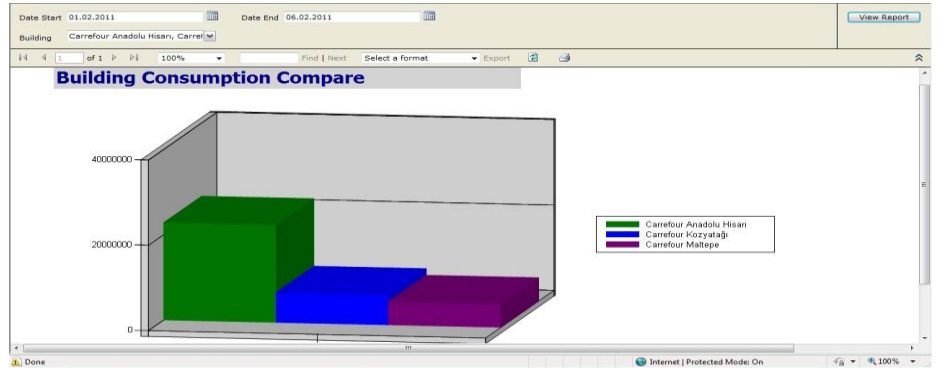 Date Start 01.02.2011 Date End 06.02.2011 View Report
Building Carrefour Anadolu Hisarı, Carref
1 of 1 100% Find | Next Select a format Export
Building Consumption Compare
40000000
20000000
0
Carrefour Anadolu Hisarı
Carrefour Kozyatağı
Carrefour Maltepe
Done Internet | Protected Mode: On 100%